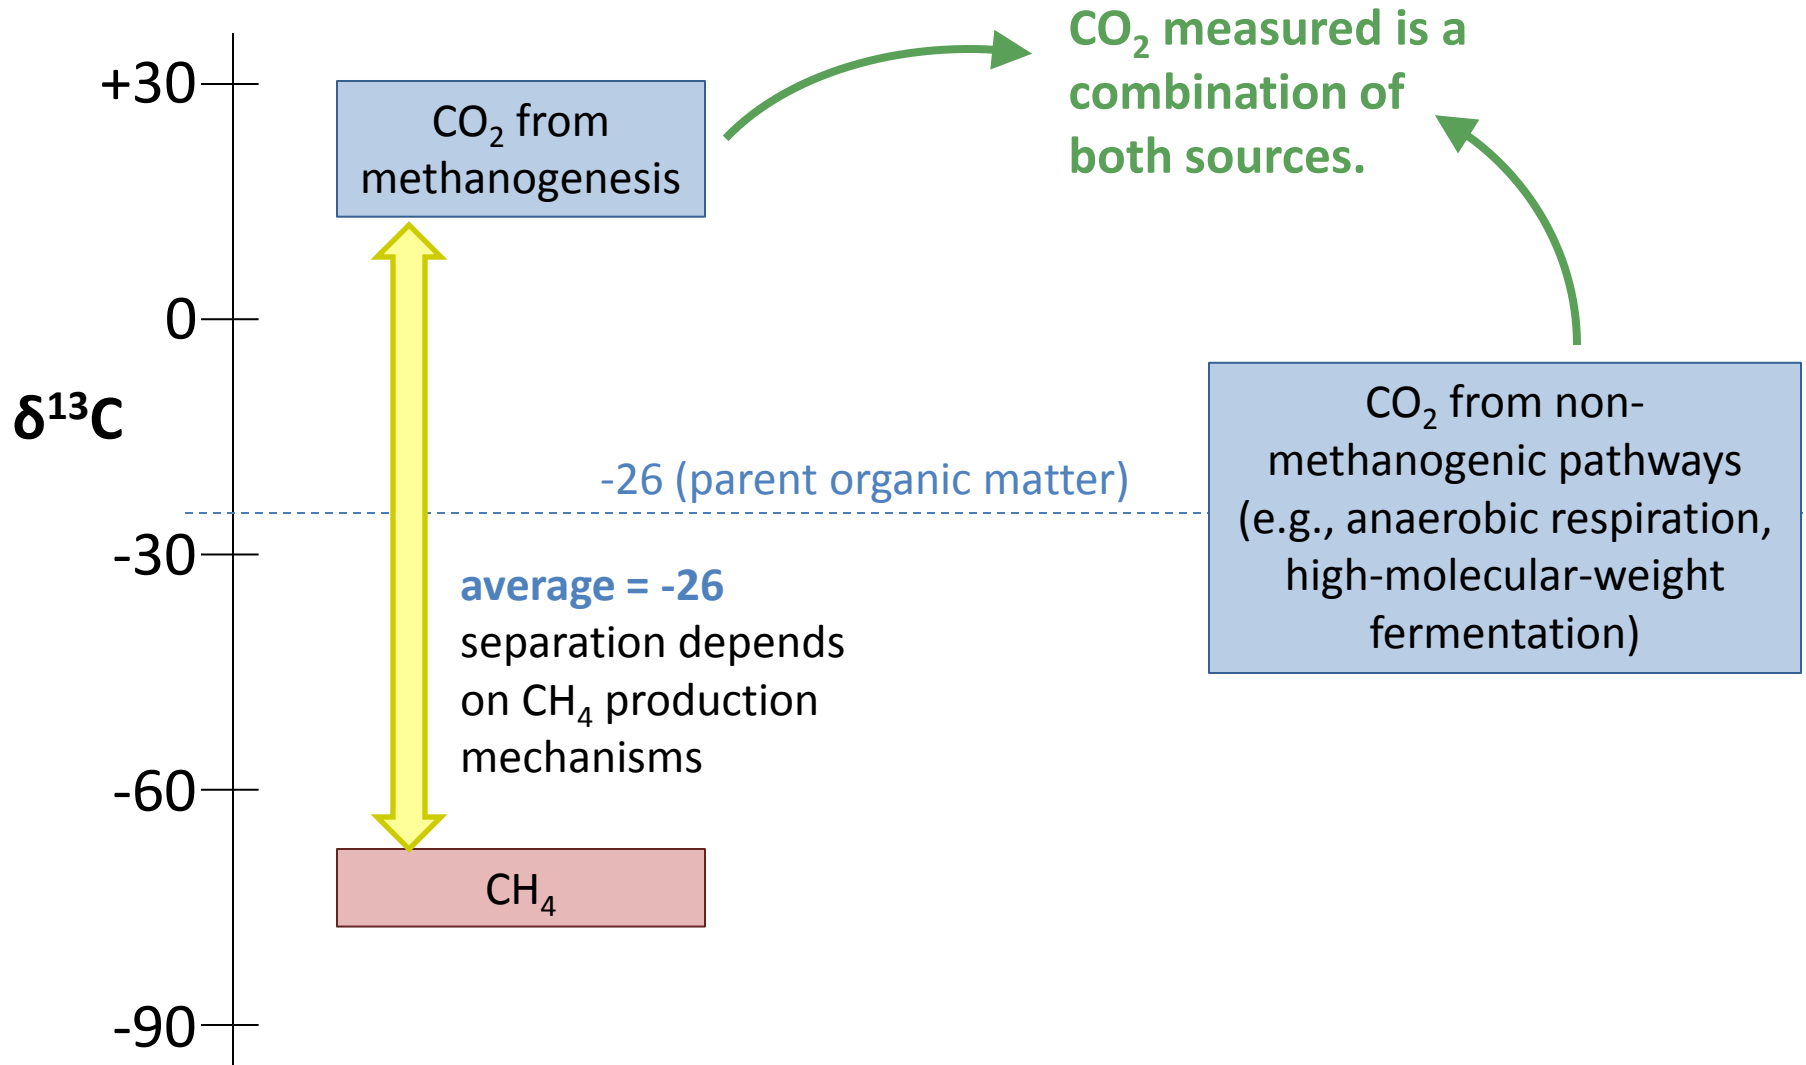 CO₂ measured is a
combination of
both sources.
+30
CO₂ from
methanogenesis
0
δ¹³C
CO₂ from non-
methanogenic pathways
(e.g., anaerobic respiration,
high-molecular-weight
fermentation)
-26 (parent organic matter)
-30
average = -26
separation depends
on CH₄ production
mechanisms
-60
CH₄
-90